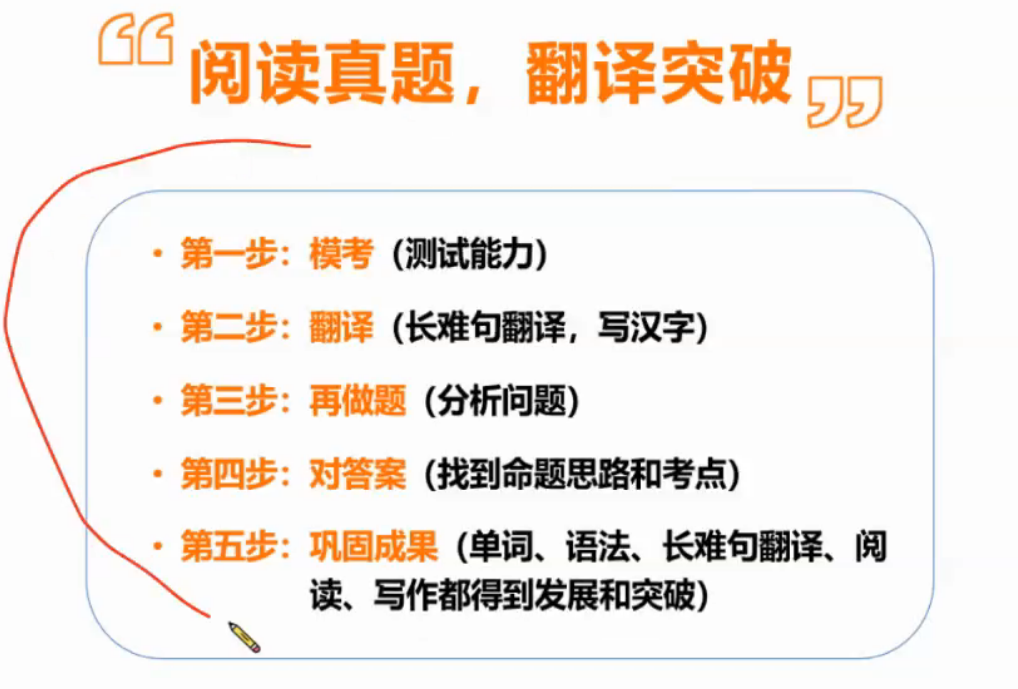 “阅读真题，翻译突破”
• 第一步：模考（测试能力）
• 第二步：翻译（长难句翻译，写汉字）
• 第三步：再做题（分析问题）
• 第四步：对答案（找到命题思路和考点）
• 第五步：巩固成果（单词、语法、长难句翻译、阅
读、写作都得到发展和突破）